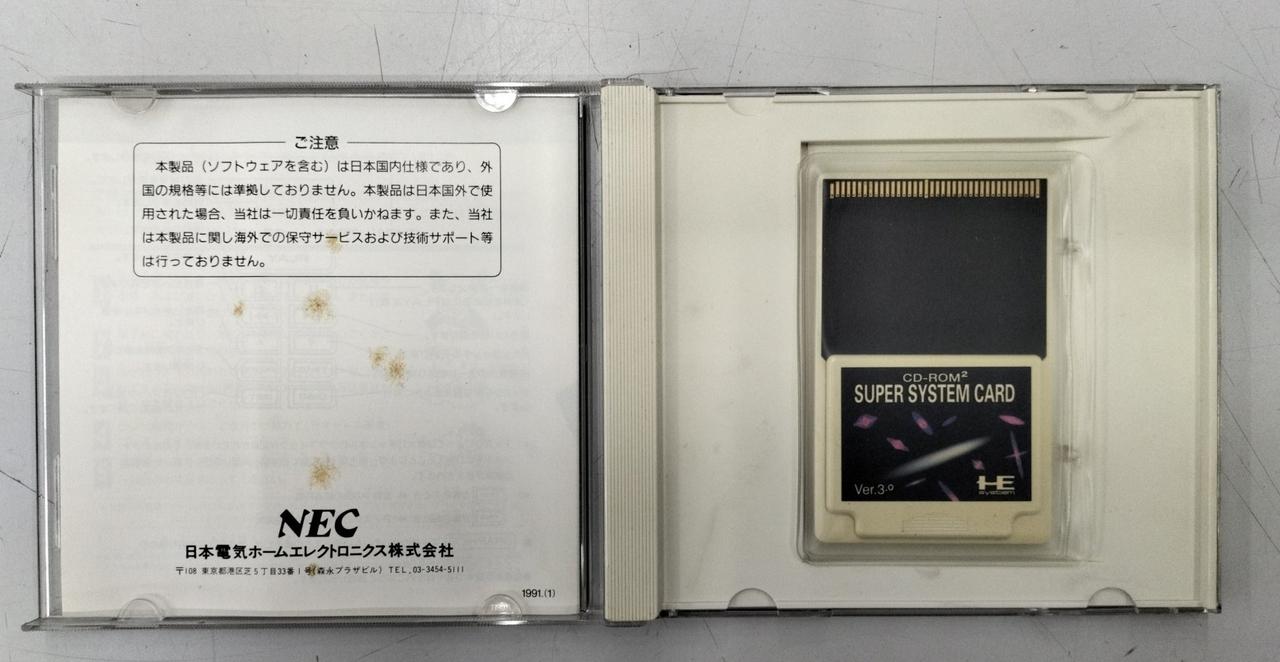 ご注意
本製品（ソフトウェアを含む）は日本国内仕様であり、外
国の規格等には準拠しておりません。本製品は日本国外で使
用された場合、当社は一切責任を負いかねます。また、当社
は本製品に関し海外での保守サービスおよび技術サポート等
は行っておりません。
NEC
日本電気ホームエレクトロニクス株式会社
〒108 東京都港区芝5丁目33番1号(森永プラザビル) TEL,03-3454-5111
1991.(1)
CD-ROM²
SUPER SYSTEM CARD
Ver.3.0
HE
system